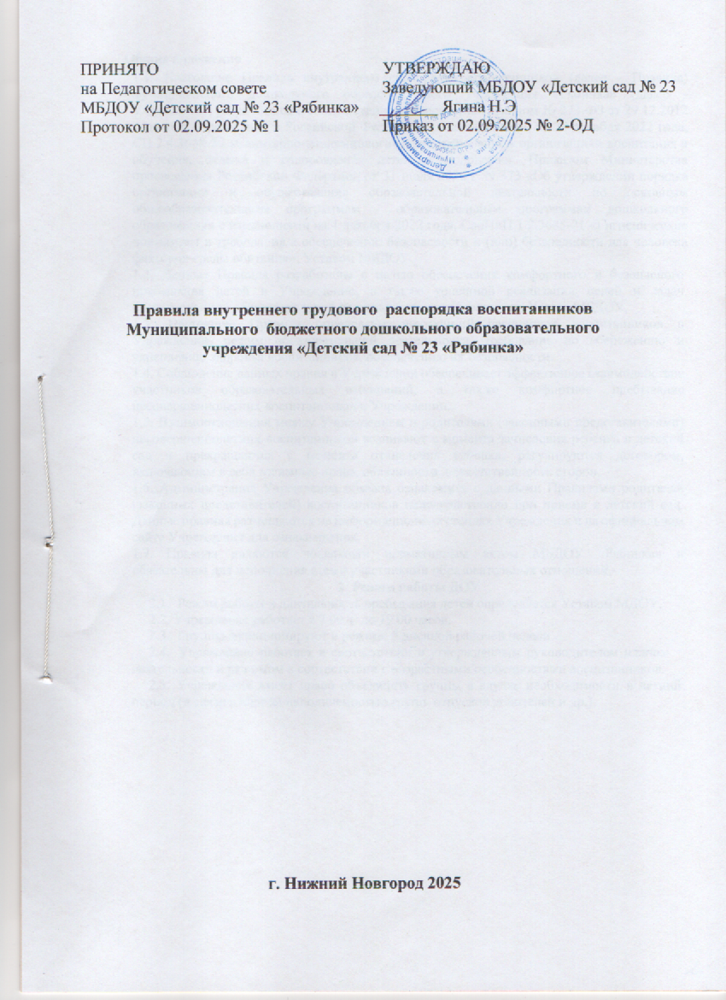 ПРИНЯТО
на Педагогическом совете
МБДОУ «Детский сад № 23 «Рябинка»
Протокол от 02.09.2025 № 1
УТВЕРЖДАЮ
Заведующий МБДОУ «Детский сад № 23
Ягина Н.Э
Приказ от 02.09.2025 № 2-ОД
Правила внутреннего трудового распорядка воспитанников
Муниципального бюджетного дошкольного образовательного
учреждения «Детский сад № 23 «Рябинка»
г. Нижний Новгород 2025